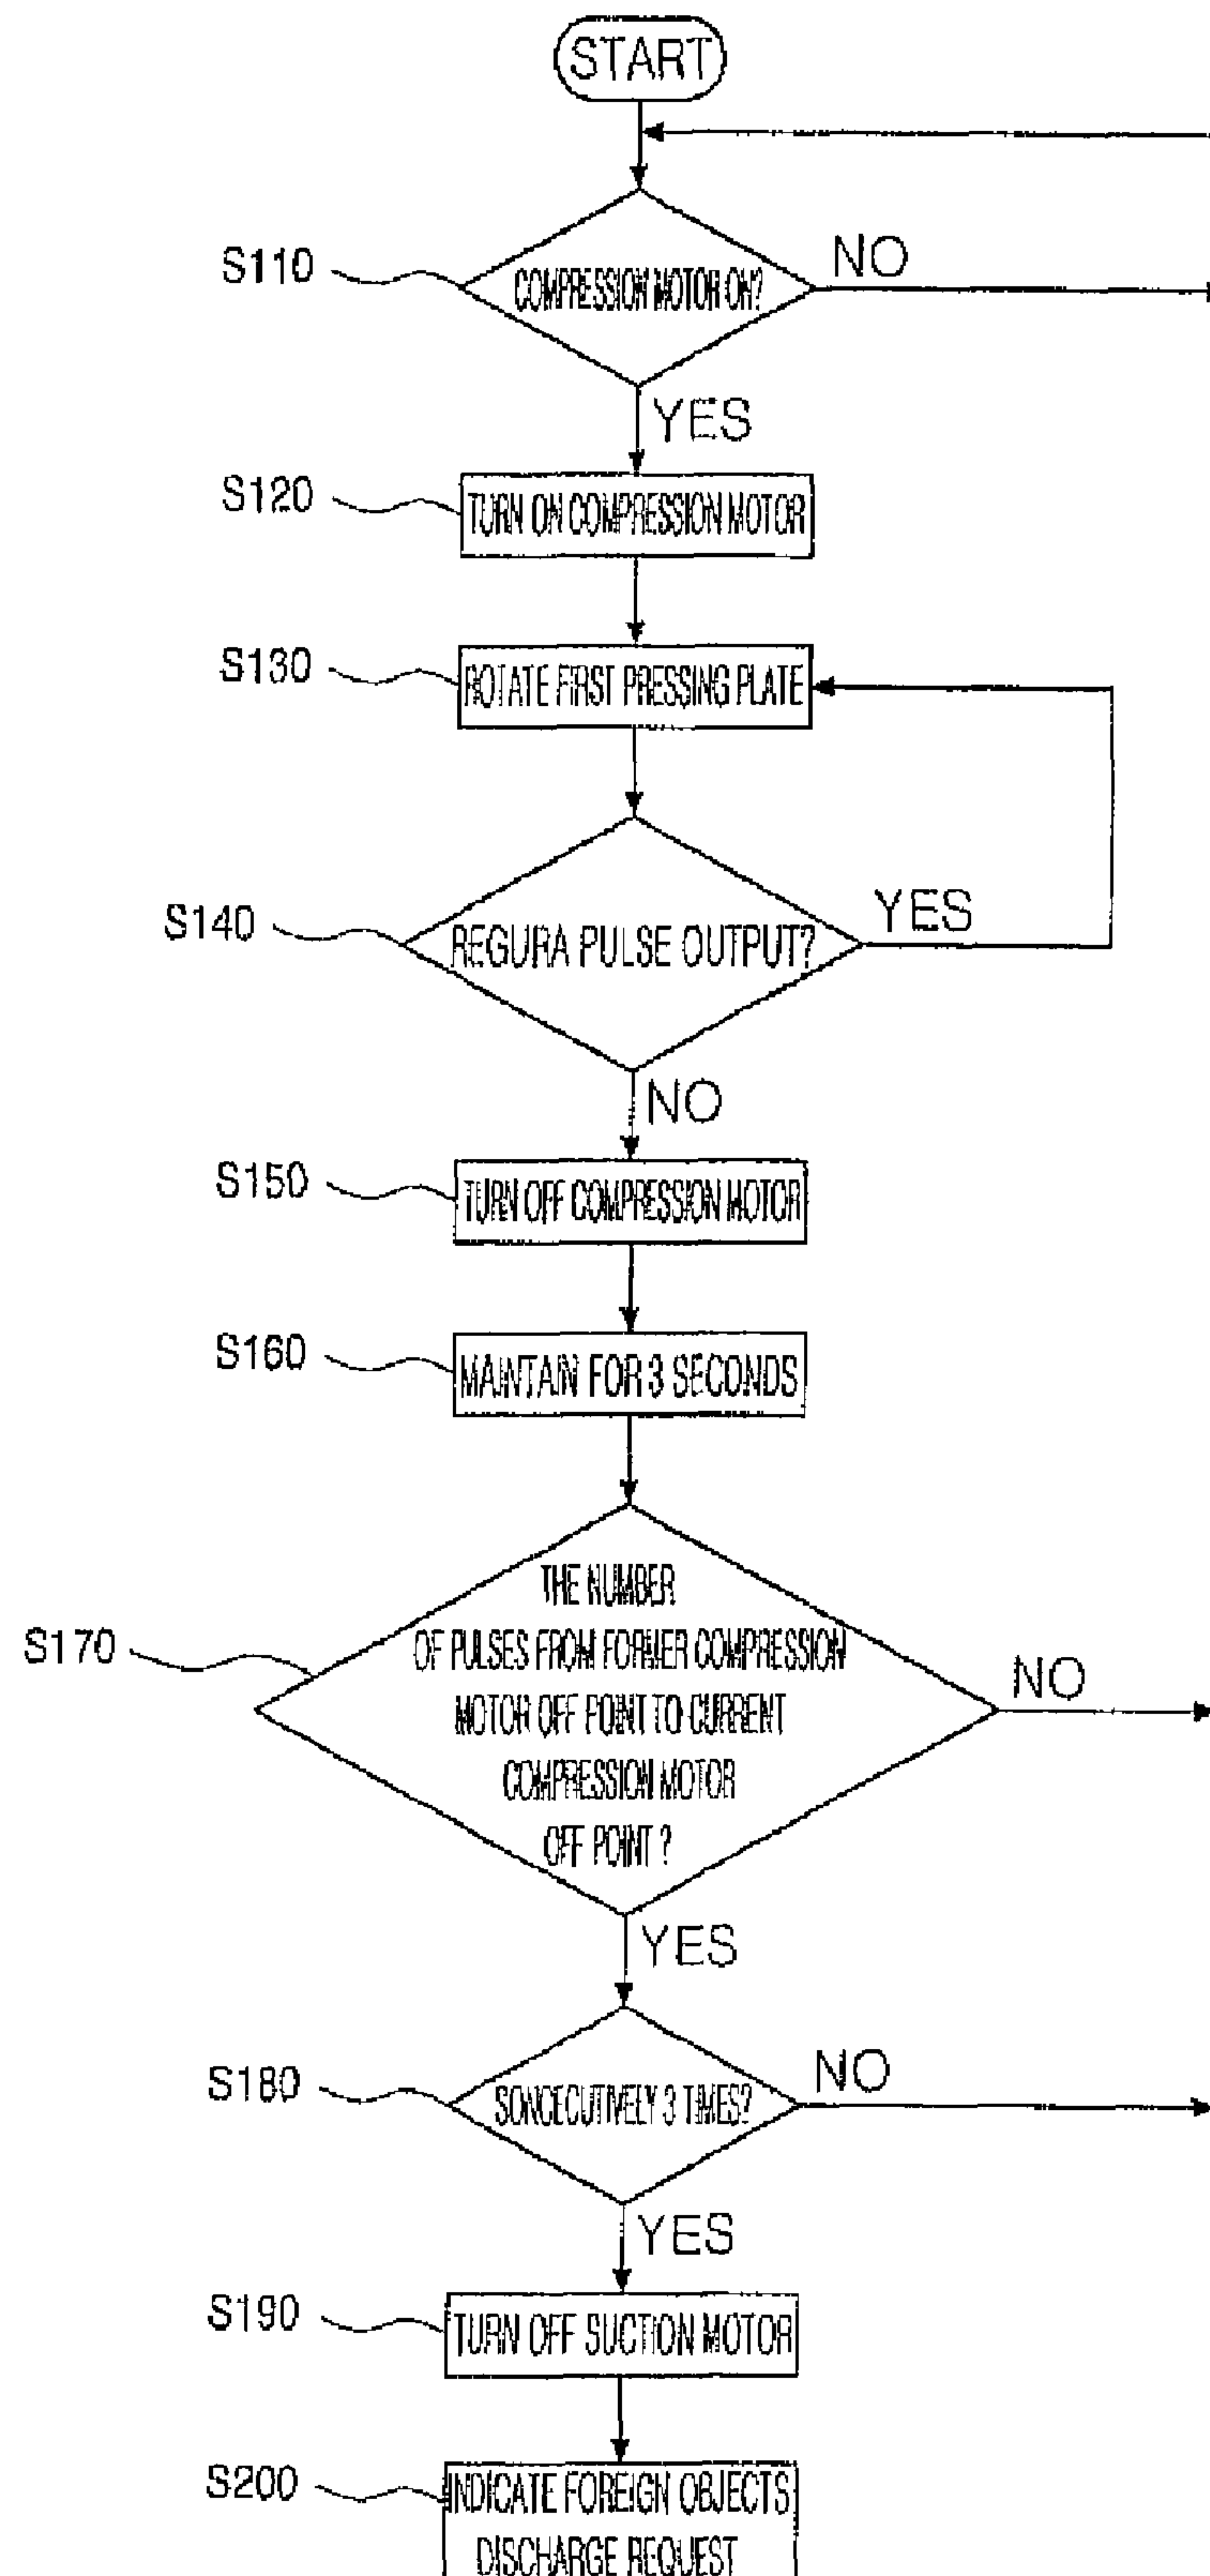 START
S110
COMPRESSION MOTOR ON?
NO
YES
S120
TURN ON COMPRESSION MOTOR
S130
ROTATE FIRST PRESSING PLATE
S140
REGURA PULSE OUTPUT?
YES
NO
S150
TURN OFF COMPRESSION MOTOR
S160
MAINTAIN FOR 3 SECONDS
S170
THE NUMBER
OF PULSES FROM FORMER COMPRESSION
MOTOR OFF POINT TO CURRENT
COMPRESSION MOTOR
OFF POINT ?
NO
YES
S180
SONCECUTIVELY 3 TIMES?
NO
YES
S190
TURN OFF SUCTION MOTOR
S200
INDICATE FOREIGN OBJECTS
DISCHARGE REQUEST